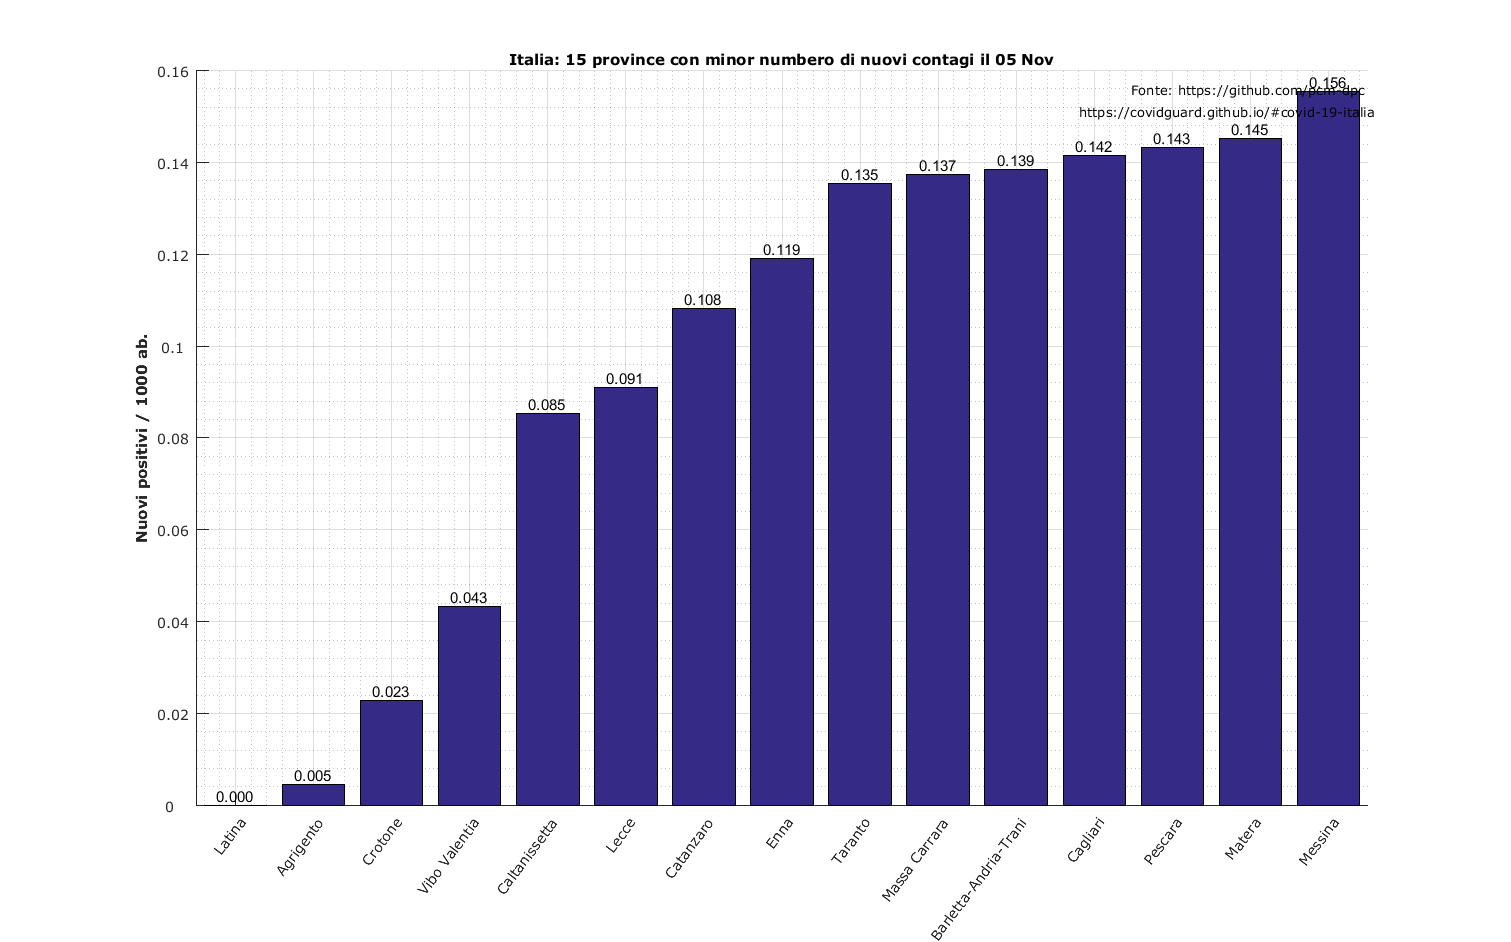 Italia: 15 province con minor numbero di nuovi contagi il 05 Nov
Fonte: https://github.com/pcm-dpc
https://covidguard.github.io/#covid-19-italia
Nuovi positivi / 1000 ab.
0.16
0.14
0.12
0.1
0.08
0.06
0.04
0.02
0
0.000
0.005
0.023
0.043
0.085
0.091
0.108
0.119
0.135
0.137
0.139
0.142
0.143
0.145
0.156
Latina
Agrigento
Crotone
Vibo Valentia
Caltanissetta
Lecce
Catanzaro
Enna
Taranto
Massa Carrara
Barletta-Andria-Trani
Cagliari
Pescara
Matera
Messina